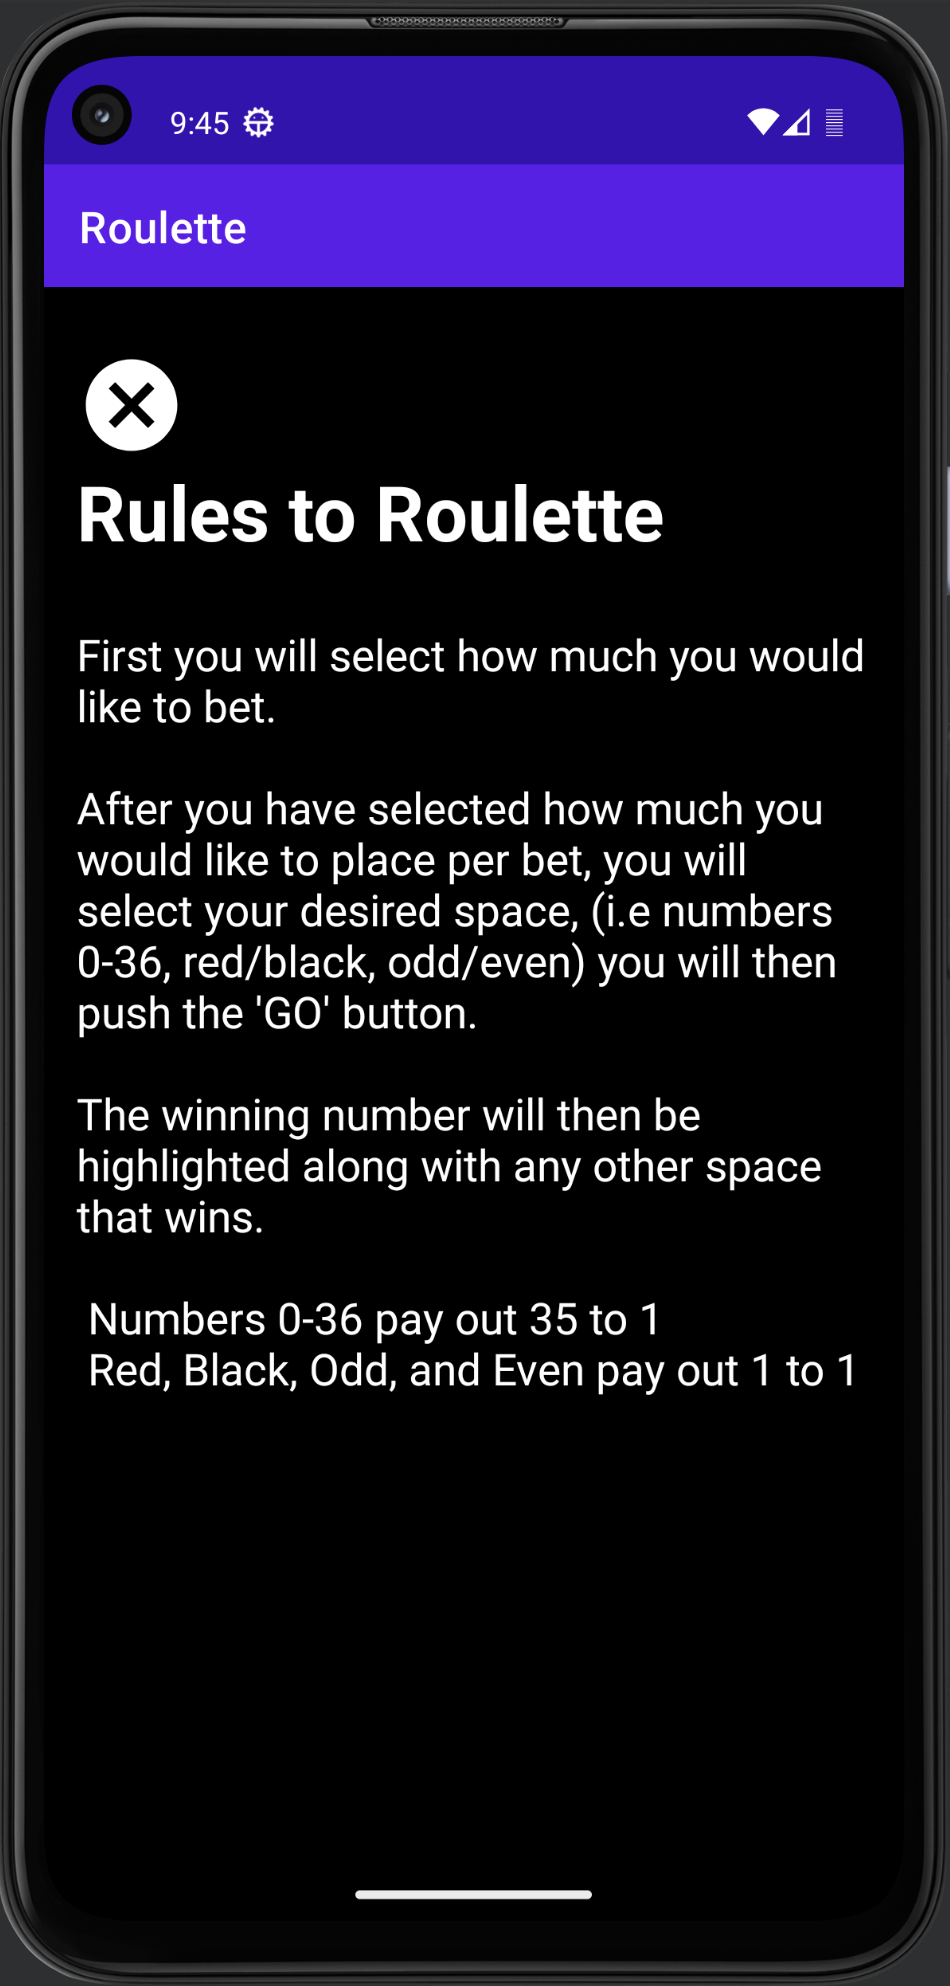 9:45
Roulette
Rules to Roulette
First you will select how much you would
like to bet.
After you have selected how much you
would like to place per bet, you will
select your desired space, (i.e numbers
0-36, red/black, odd/even) you will then
push the 'GO' button.
The winning number will then be
highlighted along with any other space
that wins.
Numbers 0-36 pay out 35 to 1
Red, Black, Odd, and Even pay out 1 to 1